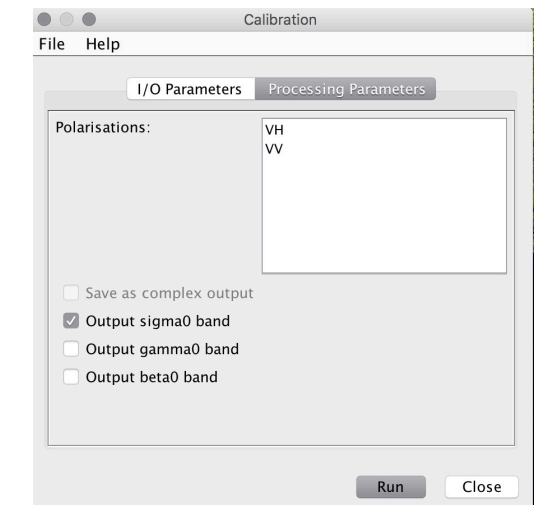 Calibration
File Help
I/O Parameters Processing Parameters
Polarisations:
VH
VV
Save as complex output
Output sigma0 band
Output gamma0 band
Output beta0 band
Run Close